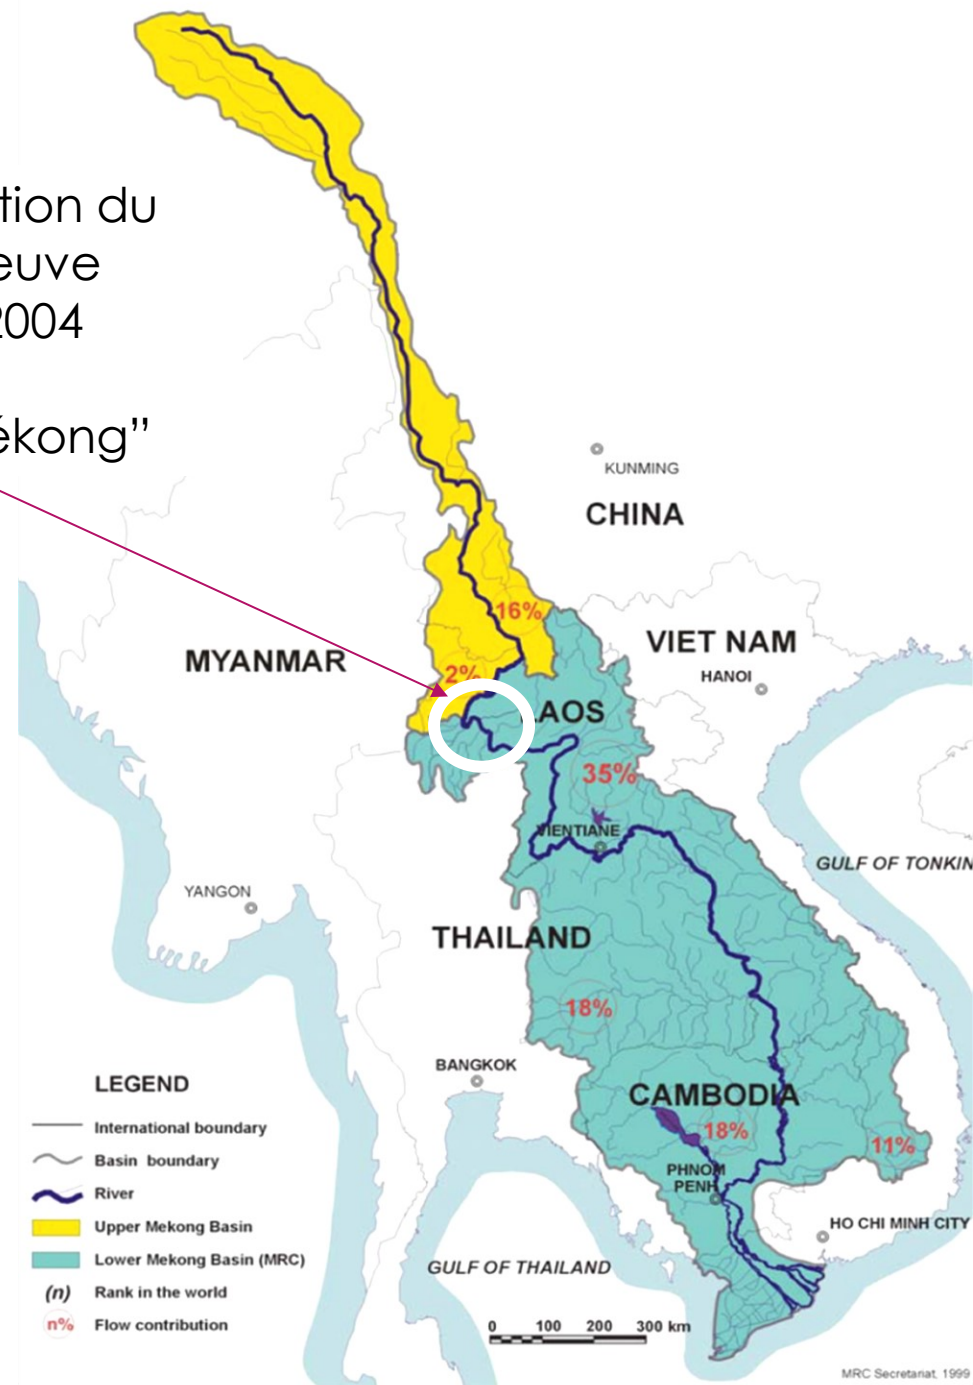 tion du
euve
2004
ékong”
KUNMING
CHINA
16%
VIET NAM
MYANMAR
HANOI
2%
AOS
35%
VIENTIANE
GULF OF TONKIN
YANGON
THAILAND
18%
BANGKOK
LEGEND
CAMBODIA
International boundary
18%
11%
Basin boundary
PHNOM
PENH
River
Upper Mekong Basin
HO CHI MINH CITY
Lower Mekong Basin (MRC)
GULF OF THAILAND
(n) Rank in the world
n% Flow contribution
0 100 200 300 km
MRC Secretariat, 1999